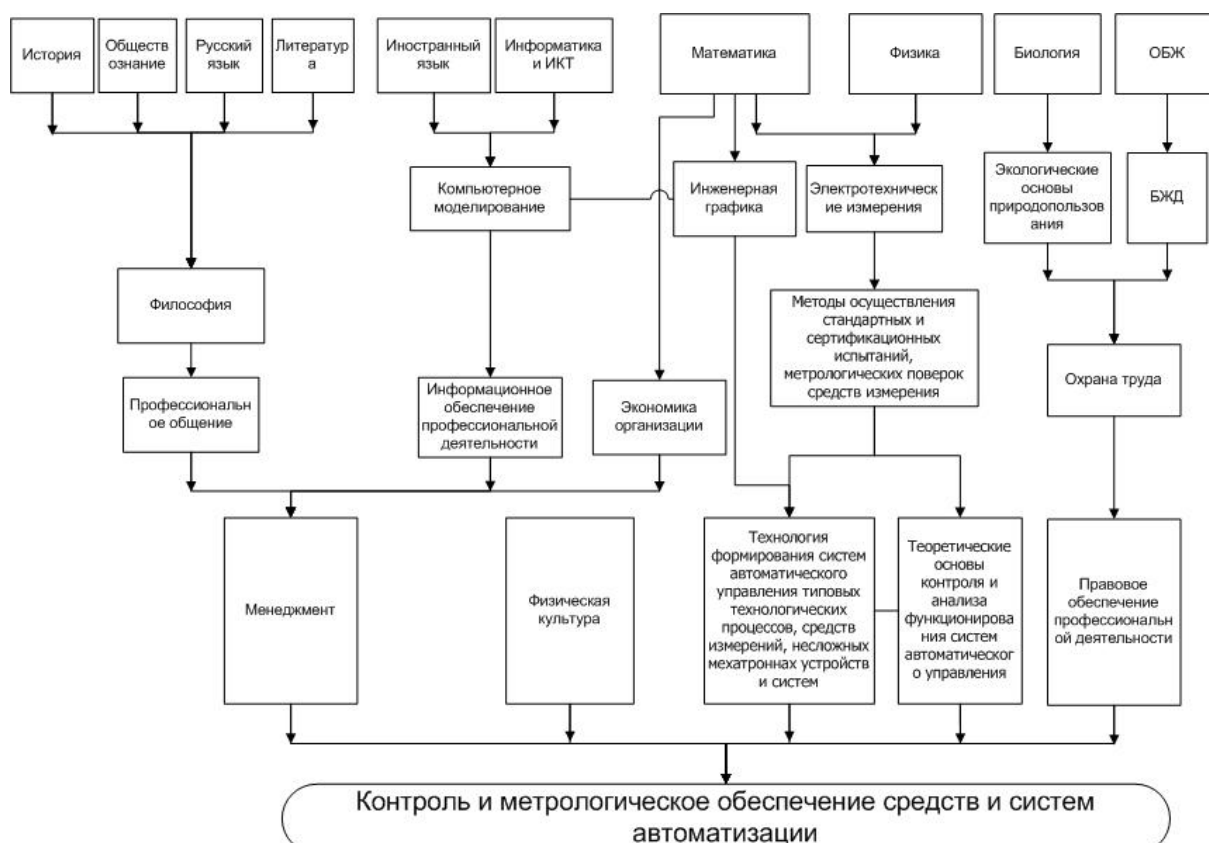 История
Обществ
ознание
Русский
язык
Литератур
а
Иностранный
язык
Информатика
и ИКТ
Математика
Физика
Биология
ОБЖ
Компьютерное
моделирование
Инженерная
графика
Электротехническ
ие измерения
Экологические
основы
природопользов
ания
БЖД
Философия
Методы осуществления
стандартных и
сертификационных
испытаний,
метрологических поверок
средств измерения
Охрана труда
Профессиональн
ое общение
Информационное
обеспечение
профессиональной
деятельности
Экономика
организации
Менеджмент
Физическая
культура
Технология
формирования систем
автоматического
управления типовых
технологических
процессов, средств
измерений, несложных
мехатроннах устройств
и систем
Теоретические
основы
контроля и
анализа
функционирова
ния систем
автоматическог
о управления
Правовое
обеспечение
профессиональн
ой деятельности
Контроль и метрологическое обеспечение средств и систем
автоматизации